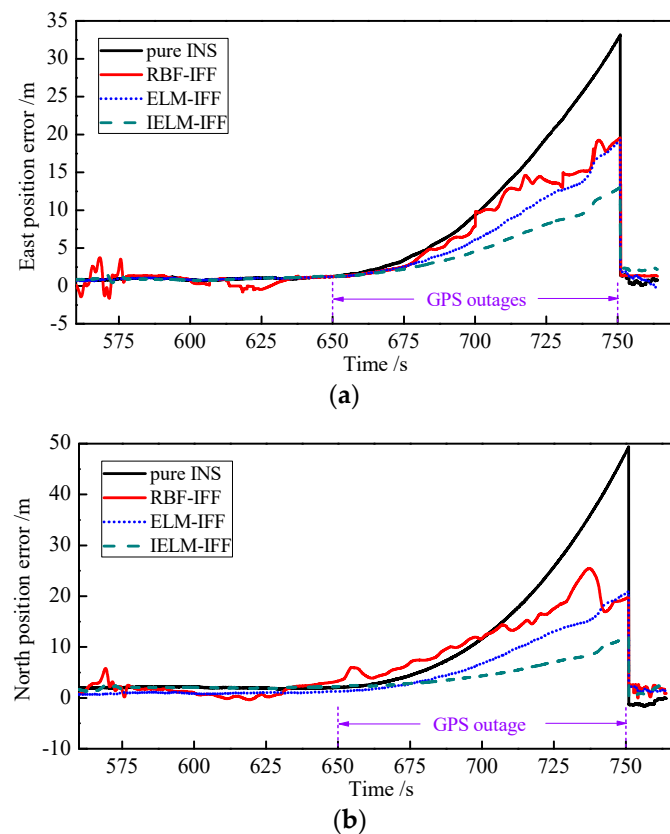 35
30
25
20
15
10
5
0
-5
East position error /m
pure INS
RBF-IFF
ELM-IFF
IELM-IFF
GPS outages
575 600 625 650 675 700 725 750
Time /s
(a)
50
40
30
20
10
0
-10
North position error /m
pure INS
RBF-IFF
ELM-IFF
IELM-IFF
GPS outage
575 600 625 650 675 700 725 750
Time /s
(b)